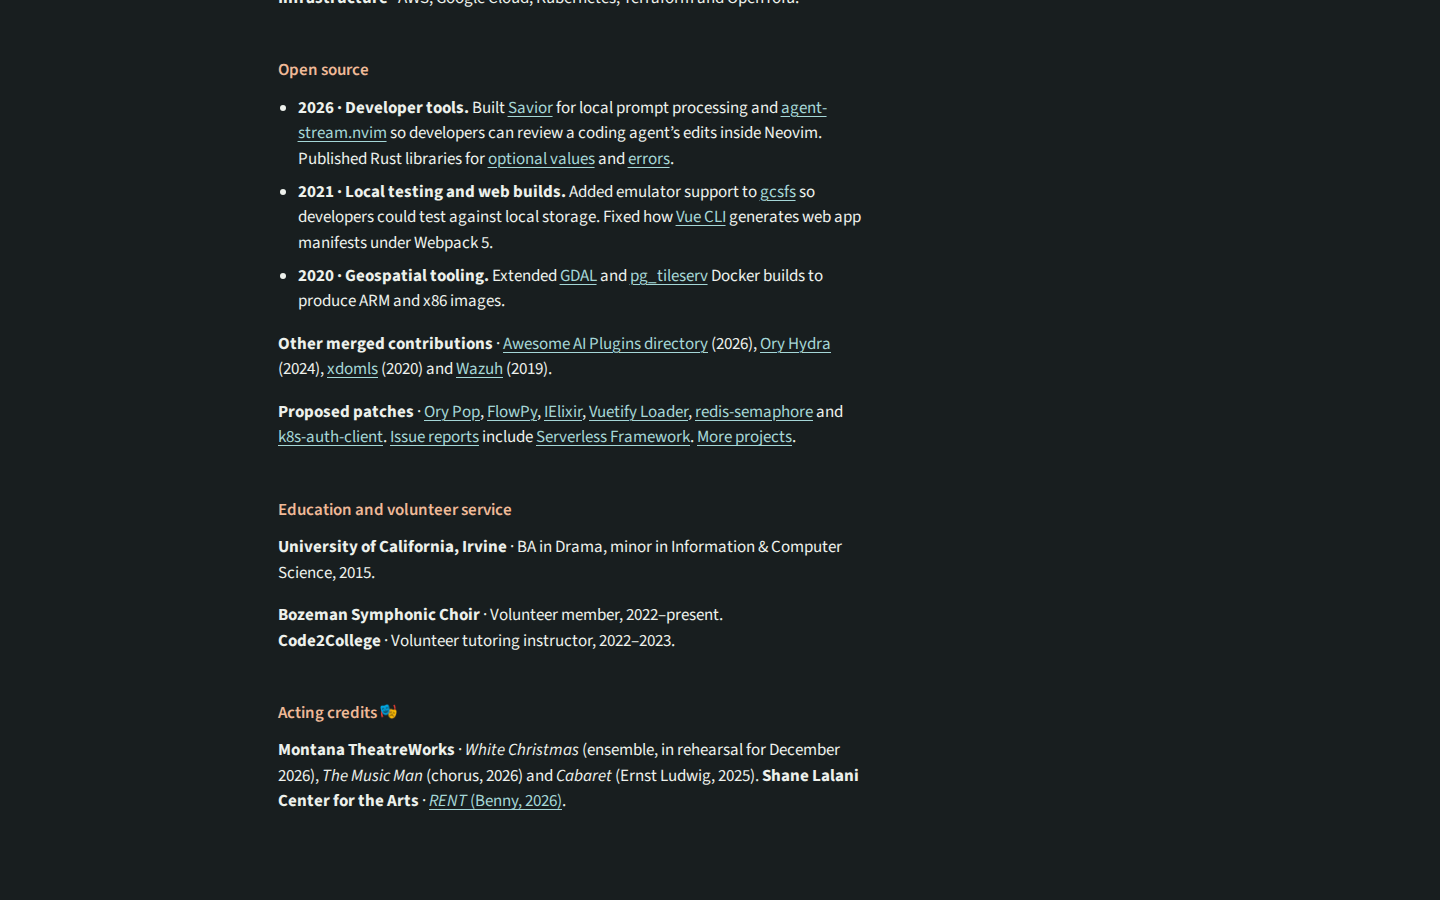 Infrastructure · AWS, Google Cloud, Kubernetes, Terraform and OpenTofu.
Open source
• 2026 · Developer tools. Built Savior for local prompt processing and agent-
stream.nvim so developers can review a coding agent’s edits inside Neovim.
Published Rust libraries for optional values and errors.
• 2021 · Local testing and web builds. Added emulator support to gcsfs so
developers could test against local storage. Fixed how Vue CLI generates web app
manifests under Webpack 5.
• 2020 · Geospatial tooling. Extended GDAL and pg_tileserv Docker builds to
produce ARM and x86 images.
Other merged contributions · Awesome AI Plugins directory (2026), Ory Hydra
(2024), xdomls (2020) and Wazuh (2019).
Proposed patches · Ory Pop, FlowPy, IElixir, Vuetify Loader, redis-semaphore and
k8s-auth-client. Issue reports include Serverless Framework. More projects.
Education and volunteer service
University of California, Irvine · BA in Drama, minor in Information & Computer
Science, 2015.
Bozeman Symphonic Choir · Volunteer member, 2022–present.
Code2College · Volunteer tutoring instructor, 2022–2023.
Acting credits 🎭
Montana TheatreWorks · White Christmas (ensemble, in rehearsal for December
2026), The Music Man (chorus, 2026) and Cabaret (Ernst Ludwig, 2025). Shane Lalani
Center for the Arts · RENT (Benny, 2026).